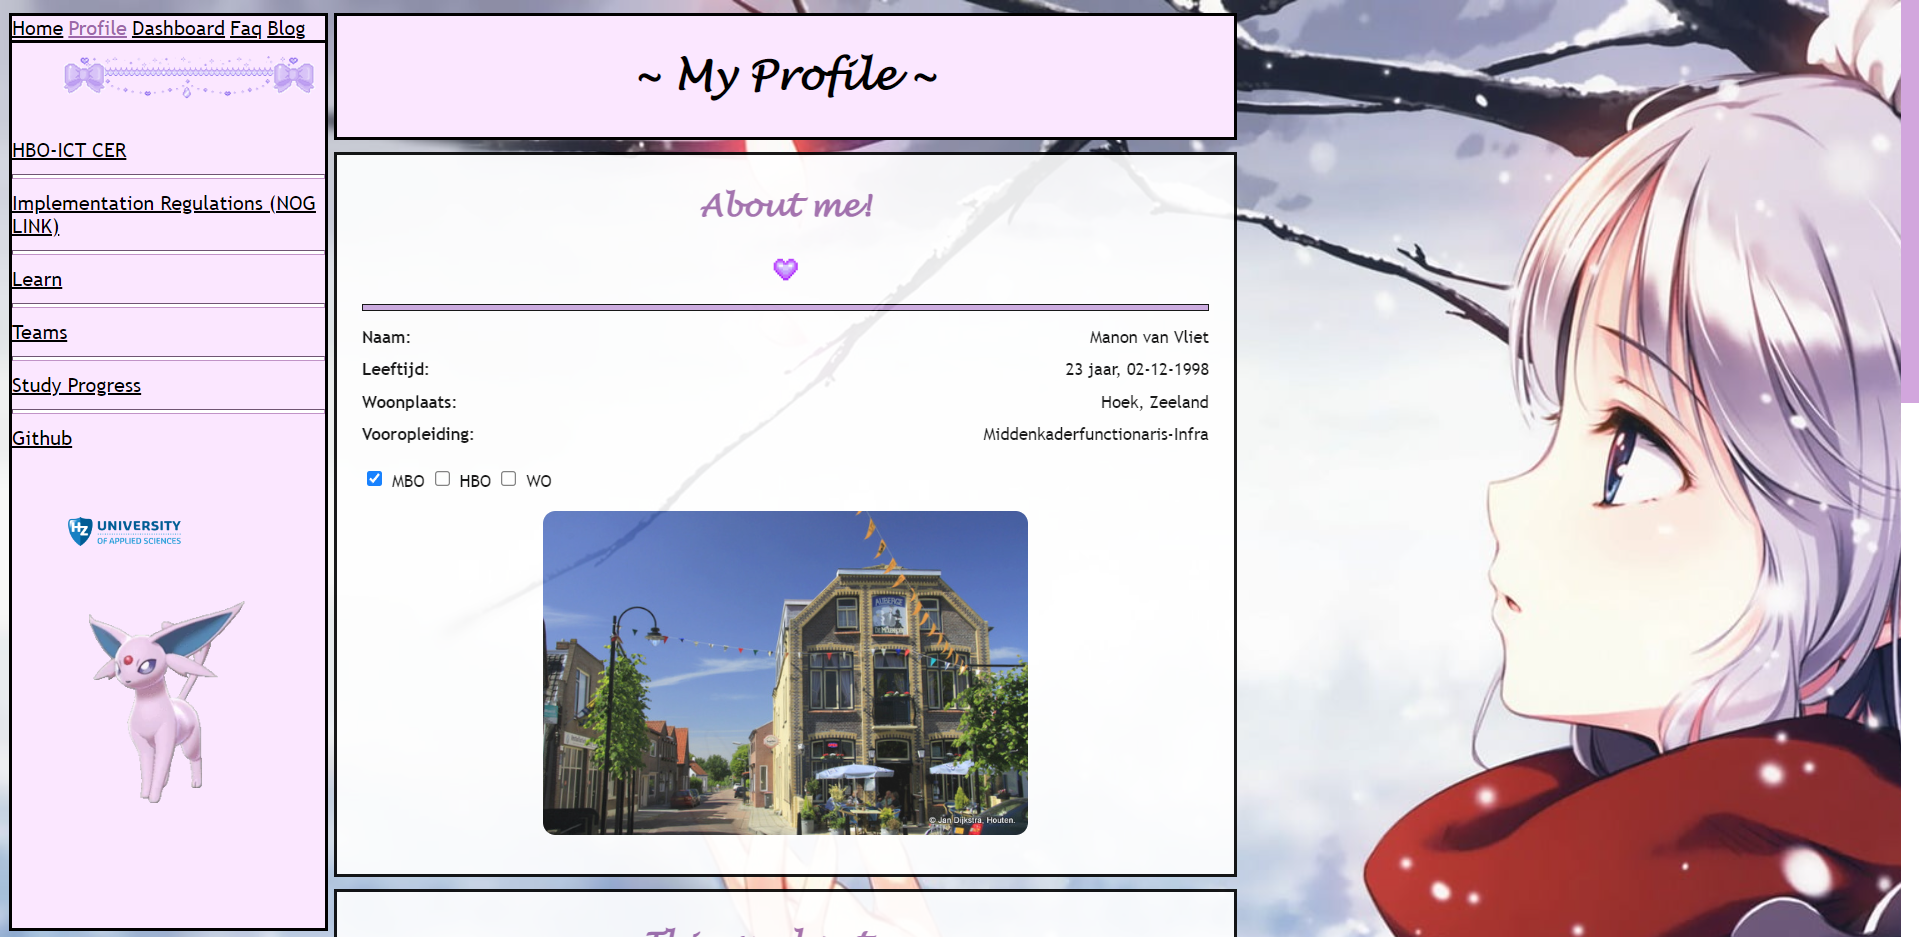 Home Profile Dashboard Faq Blog
HBO-ICT CER
Implementation Regulations (NOG
LINK)
Learn
Teams
Study Progress
Github
HZ UNIVERSITY
OF APPLIED SCIENCES
~ My Profile ~
About me!
Naam: Manon van Vliet
Leeftijd: 23 jaar, 02-12-1998
Woonplaats: Hoek, Zeeland
Vooropleiding: Middenkaderfunctionaris-Infra
MBO HBO WO
AUBERGE
© Jan Dijkstra, Houten.